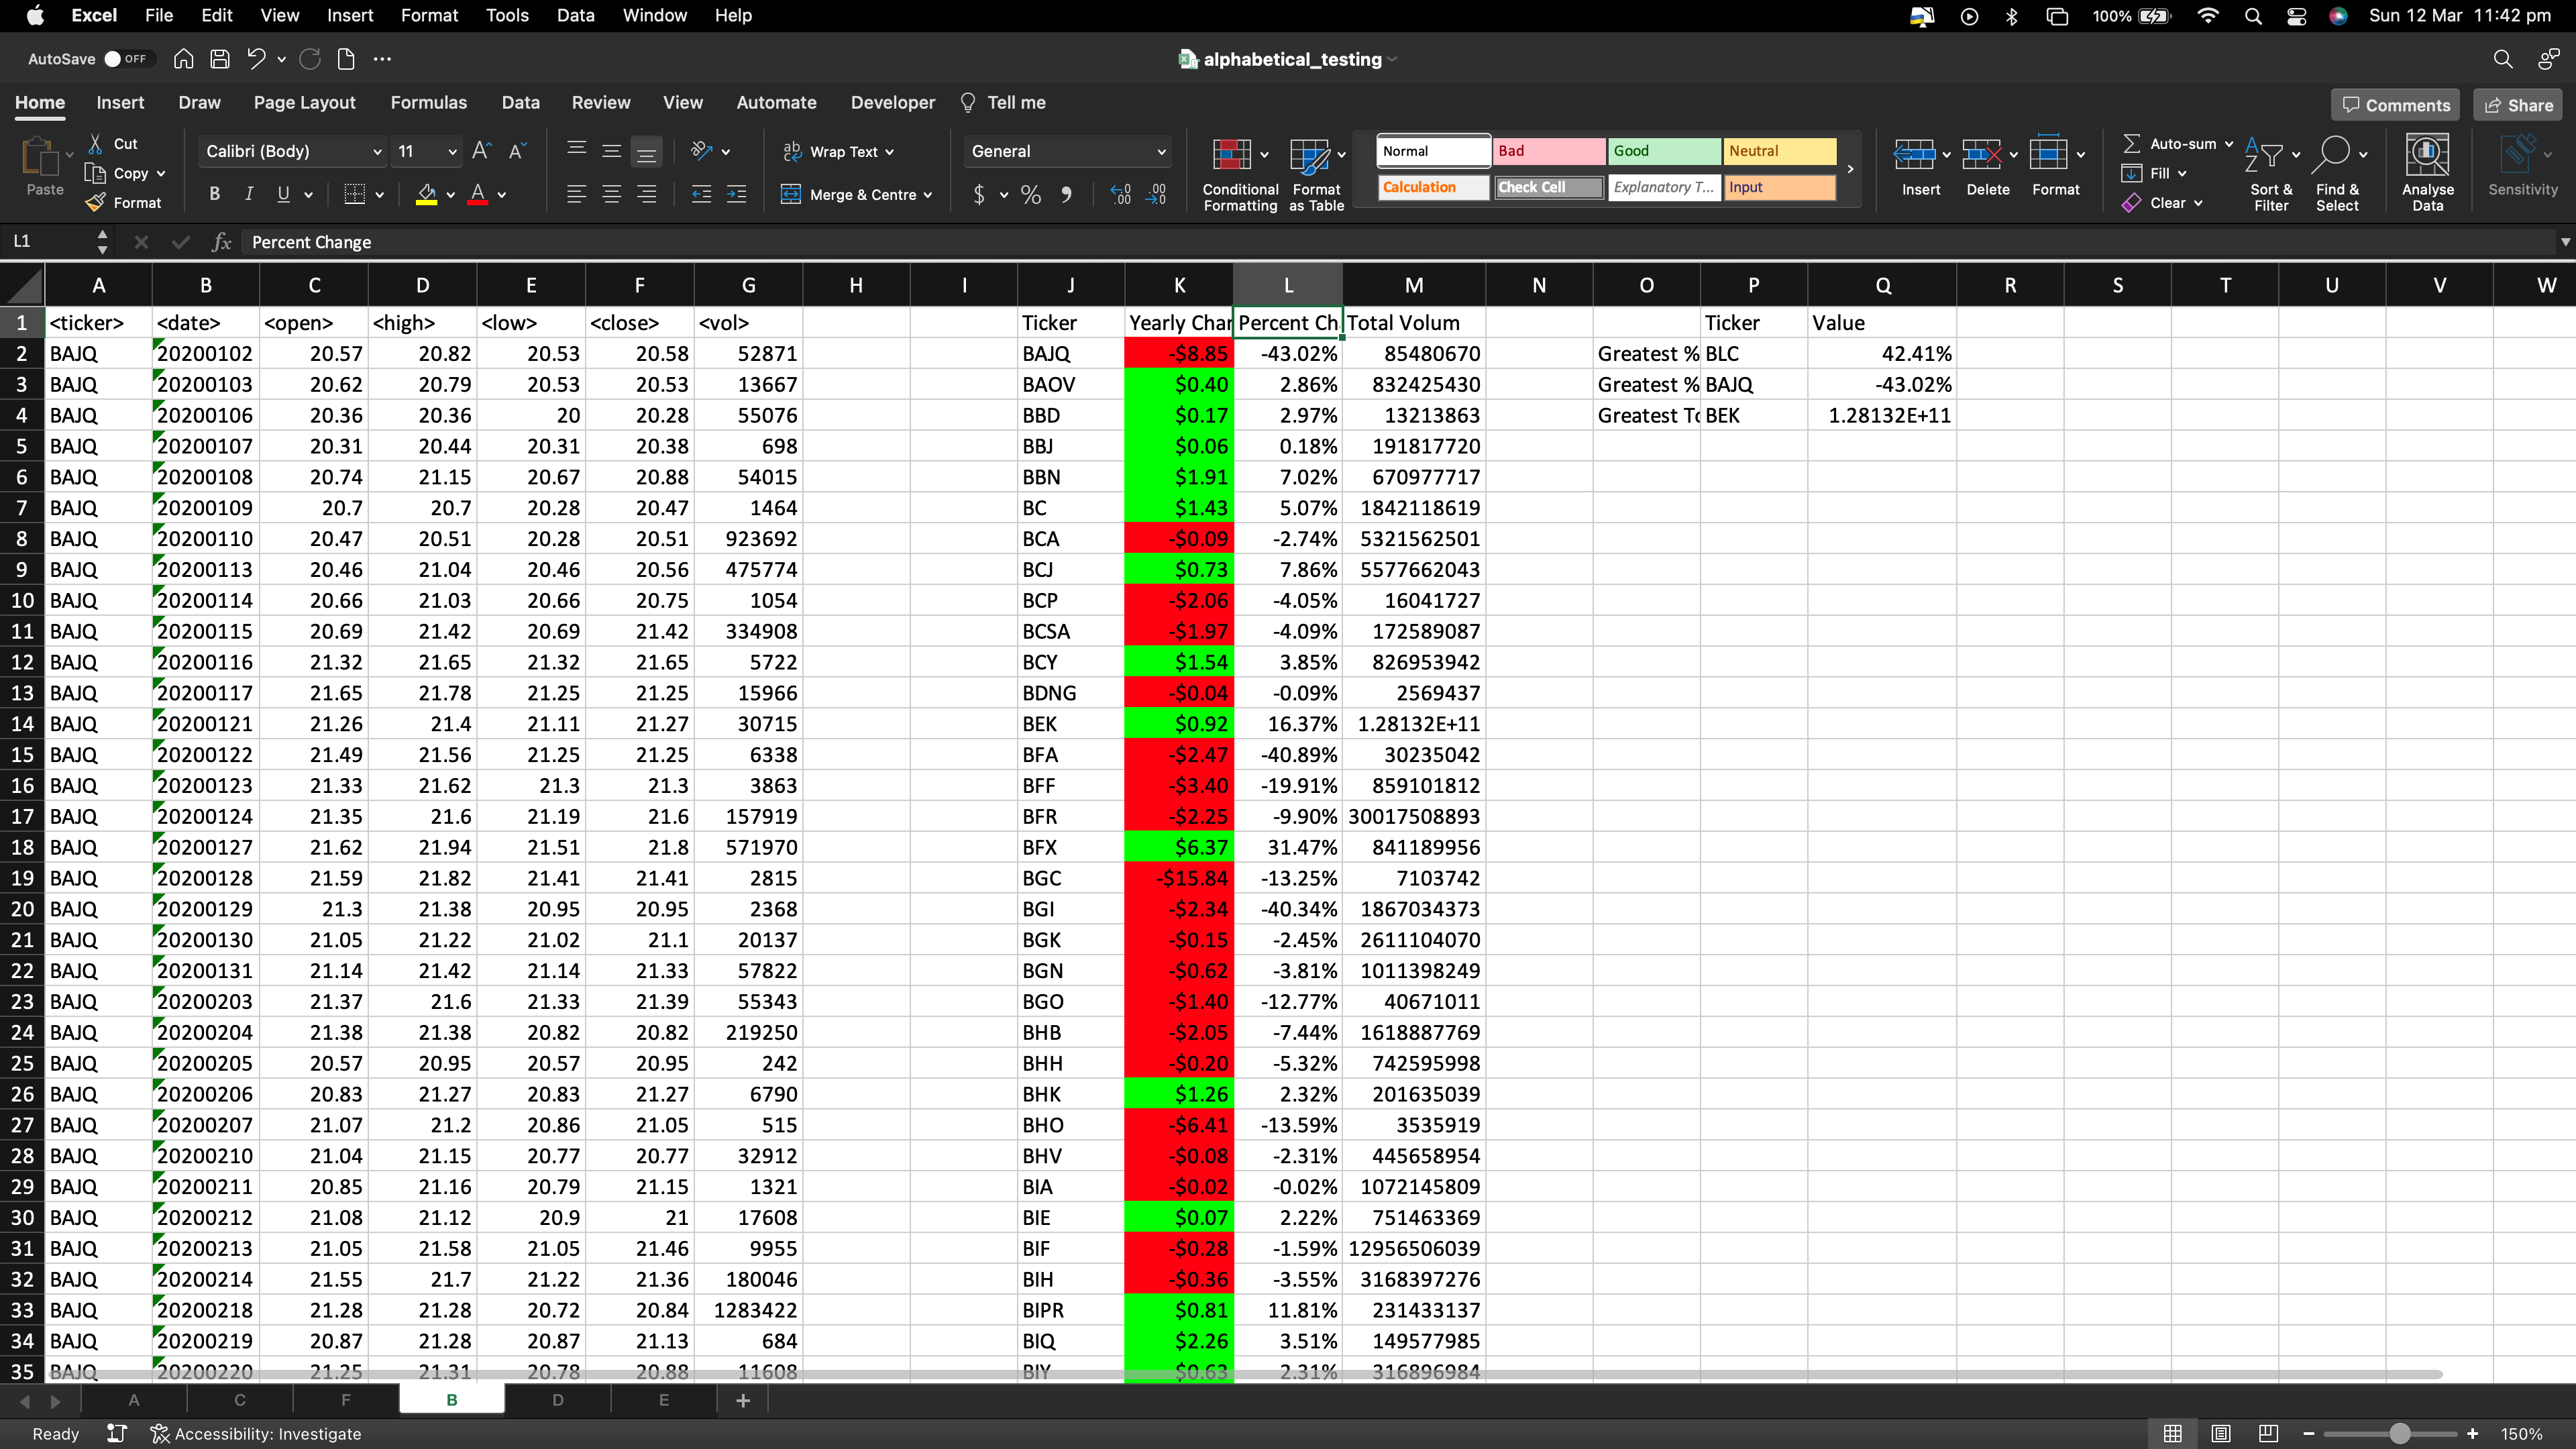 Excel File Edit View Insert Format Tools Data Window Help 100% Sun 12 Mar 11:42 pm
AutoSave OFF alphabetical_testing
Home Insert Draw Page Layout Formulas Data Review View Automate Developer Tell me Comments Share
Paste Cut Copy Format
Calibri (Body) 11 Wrap Text General
B I U Merge & Centre $ %
Conditional Formatting Format as Table
Normal Bad Good Neutral
Calculation Check Cell Explanatory T... Input
Insert Delete Format
Auto-sum Fill Clear
Sort & Filter Find & Select Analyse Data Sensitivity
L1 fx Percent Change
A B C D E F G H I J K L M N O P Q R S T U V W
1 <ticker> <date> <open> <high> <low> <close> <vol> Ticker Yearly Char Percent Ch Total Volum Ticker Value
2 BAJQ 20200102 20.57 20.82 20.53 20.58 52871 BAJQ -$8.85 -43.02% 85480670 Greatest % BLC 42.41%
3 BAJQ 20200103 20.62 20.79 20.53 20.53 13667 BAOV $0.40 2.86% 832425430 Greatest % BAJQ -43.02%
4 BAJQ 20200106 20.36 20.36 20 20.28 55076 BBD $0.17 2.97% 13213863 Greatest To BEK 1.28132E+11
5 BAJQ 20200107 20.31 20.44 20.31 20.38 698 BBJ $0.06 0.18% 191817720
6 BAJQ 20200108 20.74 21.15 20.67 20.88 54015 BBN $1.91 7.02% 670977717
7 BAJQ 20200109 20.7 20.7 20.28 20.47 1464 BC $1.43 5.07% 1842118619
8 BAJQ 20200110 20.47 20.51 20.28 20.51 923692 BCA -$0.09 -2.74% 5321562501
9 BAJQ 20200113 20.46 21.04 20.46 20.56 475774 BCJ $0.73 7.86% 5577662043
10 BAJQ 20200114 20.66 21.03 20.66 20.75 1054 BCP -$2.06 -4.05% 16041727
11 BAJQ 20200115 20.69 21.42 20.69 21.42 334908 BCSA -$1.97 -4.09% 172589087
12 BAJQ 20200116 21.32 21.65 21.32 21.65 5722 BCY $1.54 3.85% 826953942
13 BAJQ 20200117 21.65 21.78 21.25 21.25 15966 BDNG -$0.04 -0.09% 2569437
14 BAJQ 20200121 21.26 21.4 21.11 21.27 30715 BEK $0.92 16.37% 1.28132E+11
15 BAJQ 20200122 21.49 21.56 21.25 21.25 6338 BFA -$2.47 -40.89% 30235042
16 BAJQ 20200123 21.33 21.62 21.3 21.3 3863 BFF -$3.40 -19.91% 859101812
17 BAJQ 20200124 21.35 21.6 21.19 21.6 157919 BFR -$2.25 -9.90% 30017508893
18 BAJQ 20200127 21.62 21.94 21.51 21.8 571970 BFX $6.37 31.47% 841189956
19 BAJQ 20200128 21.59 21.82 21.41 21.41 2815 BGC -$15.84 -13.25% 7103742
20 BAJQ 20200129 21.3 21.38 20.95 20.95 2368 BGI -$2.34 -40.34% 1867034373
21 BAJQ 20200130 21.05 21.22 21.02 21.1 20137 BGK -$0.15 -2.45% 2611104070
22 BAJQ 20200131 21.14 21.42 21.14 21.33 57822 BGN -$0.62 -3.81% 1011398249
23 BAJQ 20200203 21.37 21.6 21.33 21.39 55343 BGO -$1.40 -12.77% 40671011
24 BAJQ 20200204 21.38 21.38 20.82 20.82 219250 BHB -$2.05 -7.44% 1618887769
25 BAJQ 20200205 20.57 20.95 20.57 20.95 242 BHH -$0.20 -5.32% 742595998
26 BAJQ 20200206 20.83 21.27 20.83 21.27 6790 BHK $1.26 2.32% 201635039
27 BAJQ 20200207 21.07 21.2 20.86 21.05 515 BHO -$6.41 -13.59% 3535919
28 BAJQ 20200210 21.04 21.15 20.77 20.77 32912 BHV -$0.08 -2.31% 445658954
29 BAJQ 20200211 20.85 21.16 20.79 21.15 1321 BIA -$0.02 -0.02% 1072145809
30 BAJQ 20200212 21.08 21.12 20.9 21 17608 BIE $0.07 2.22% 751463369
31 BAJQ 20200213 21.05 21.58 21.05 21.46 9955 BIF -$0.28 -1.59% 12956506039
32 BAJQ 20200214 21.55 21.7 21.22 21.36 180046 BIH -$0.36 -3.55% 3168397276
33 BAJQ 20200218 21.28 21.28 20.72 20.84 1283422 BIPR $0.81 11.81% 231433137
34 BAJQ 20200219 20.87 21.28 20.87 21.13 684 BIQ $2.26 3.51% 149577985
35 BAJQ 20200220 21.25 21.31 20.78 20.88 11608 BIY $0.63 2.31% 316896984
A C F B D E +
Ready Accessibility: Investigate 150%